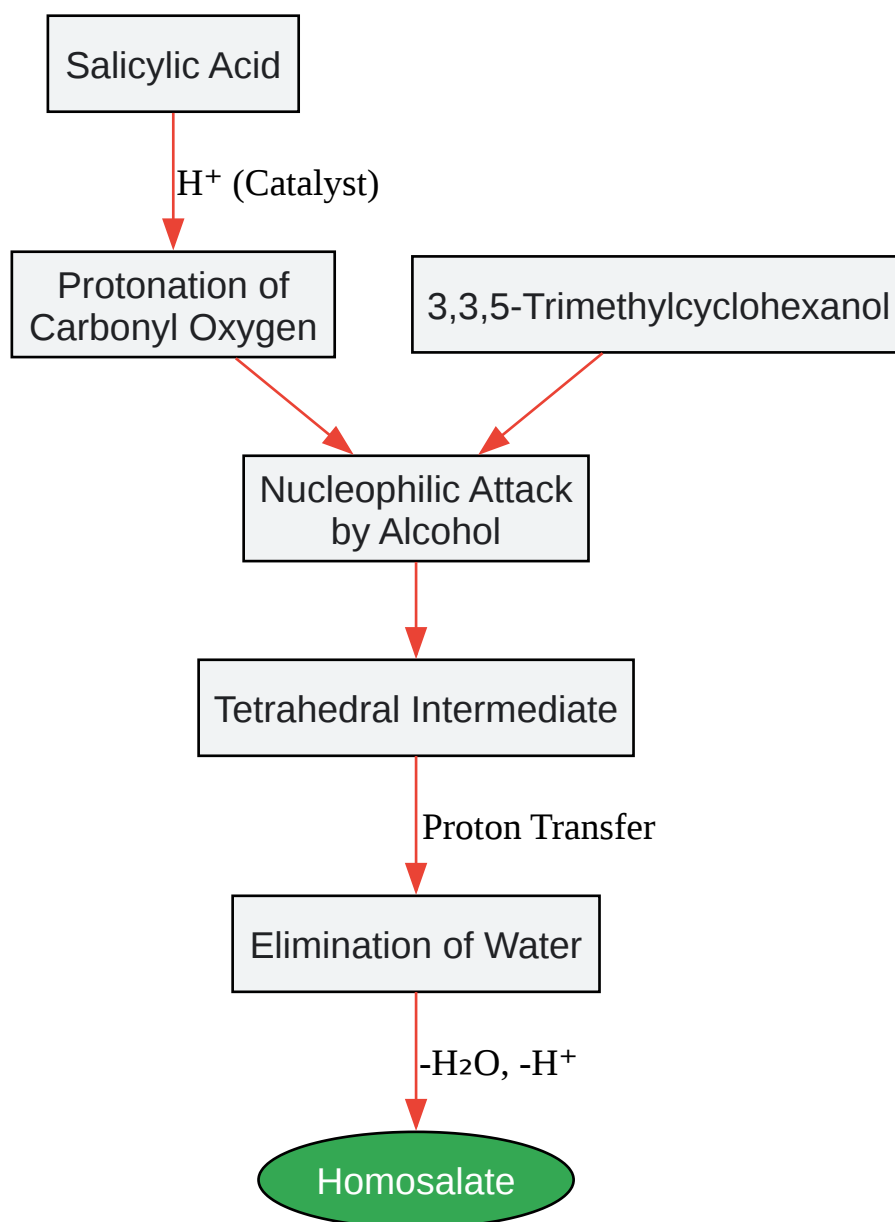 Salicylic Acid
H⁺ (Catalyst)
Protonation of
Carbonyl Oxygen
3,3,5-Trimethylcyclohexanol
Nucleophilic Attack
by Alcohol
Tetrahedral Intermediate
Proton Transfer
Elimination of Water
-H₂O, -H⁺
Homosalate